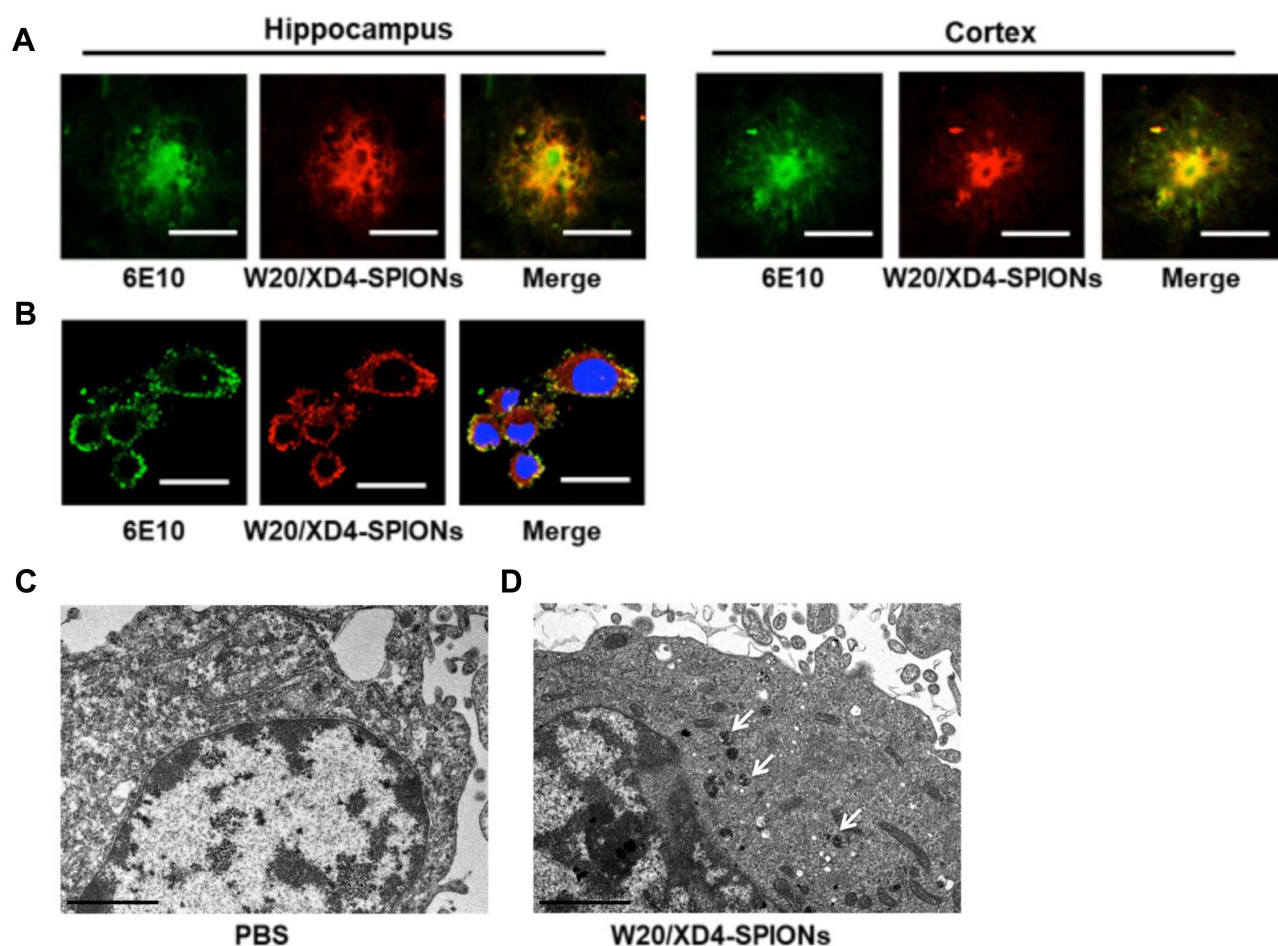 A
Hippocampus
Cortex
6E10
W20/XD4-SPIONs
Merge
6E10
W20/XD4-SPIONs
Merge
B
6E10
W20/XD4-SPIONs
Merge
C
D
PBS
W20/XD4-SPIONs